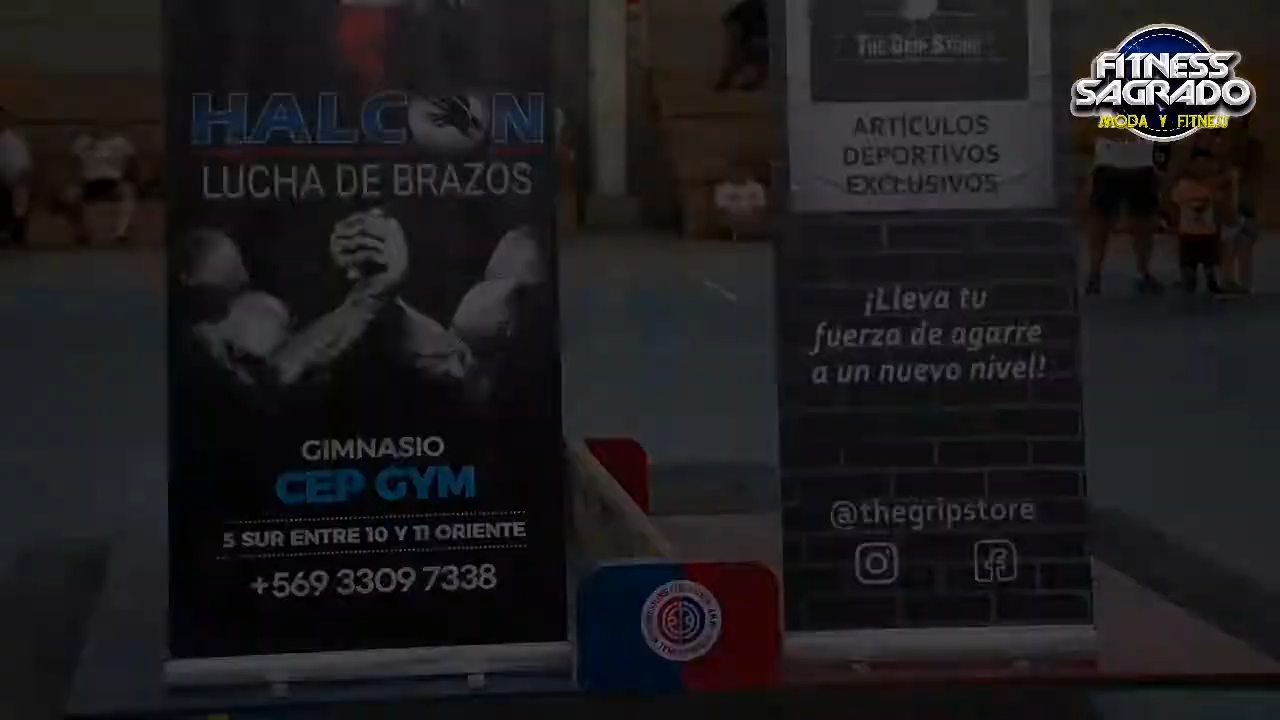 HALCON
LUCHA DE BRAZOS
GIMNASIO
CEP GYM
5 SUR ENTRE 10 Y 11 ORIENTE
+569 3309 7338
THE GRIP STORE
ARTÍCULOS
DEPORTIVOS
EXCLUSIVOS
¡Lleva tu
fuerza de agarre
a un nuevo nivel!
@thegripstore
FITNESS
SAGRADO
MODA Y FITNES